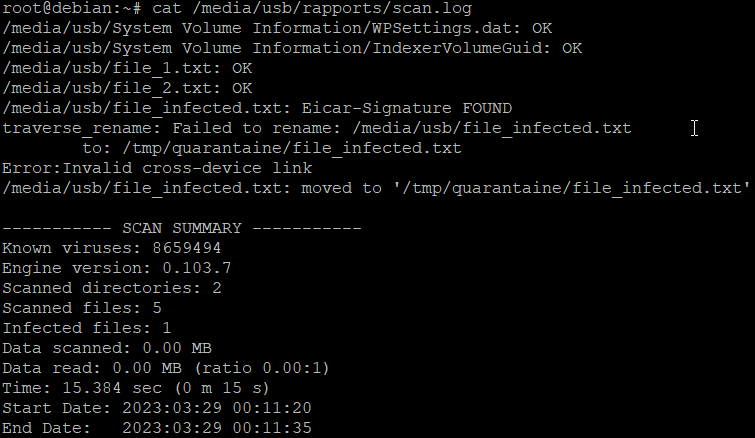 root@debian:~# cat /media/usb/rapports/scan.log
/media/usb/System Volume Information/WPSettings.dat: OK
/media/usb/System Volume Information/IndexerVolumeGuid: OK
/media/usb/file_1.txt: OK
/media/usb/file_2.txt: OK
/media/usb/file_infected.txt: Eicar-Signature FOUND
traverse_rename: Failed to rename: /media/usb/file_infected.txt
        to: /tmp/quarantaine/file_infected.txt
Error:Invalid cross-device link
/media/usb/file_infected.txt: moved to '/tmp/quarantaine/file_infected.txt'

----------- SCAN SUMMARY -----------
Known viruses: 8659494
Engine version: 0.103.7
Scanned directories: 2
Scanned files: 5
Infected files: 1
Data scanned: 0.00 MB
Data read: 0.00 MB (ratio 0.00:1)
Time: 15.384 sec (0 m 15 s)
Start Date: 2023:03:29 00:11:20
End Date:   2023:03:29 00:11:35